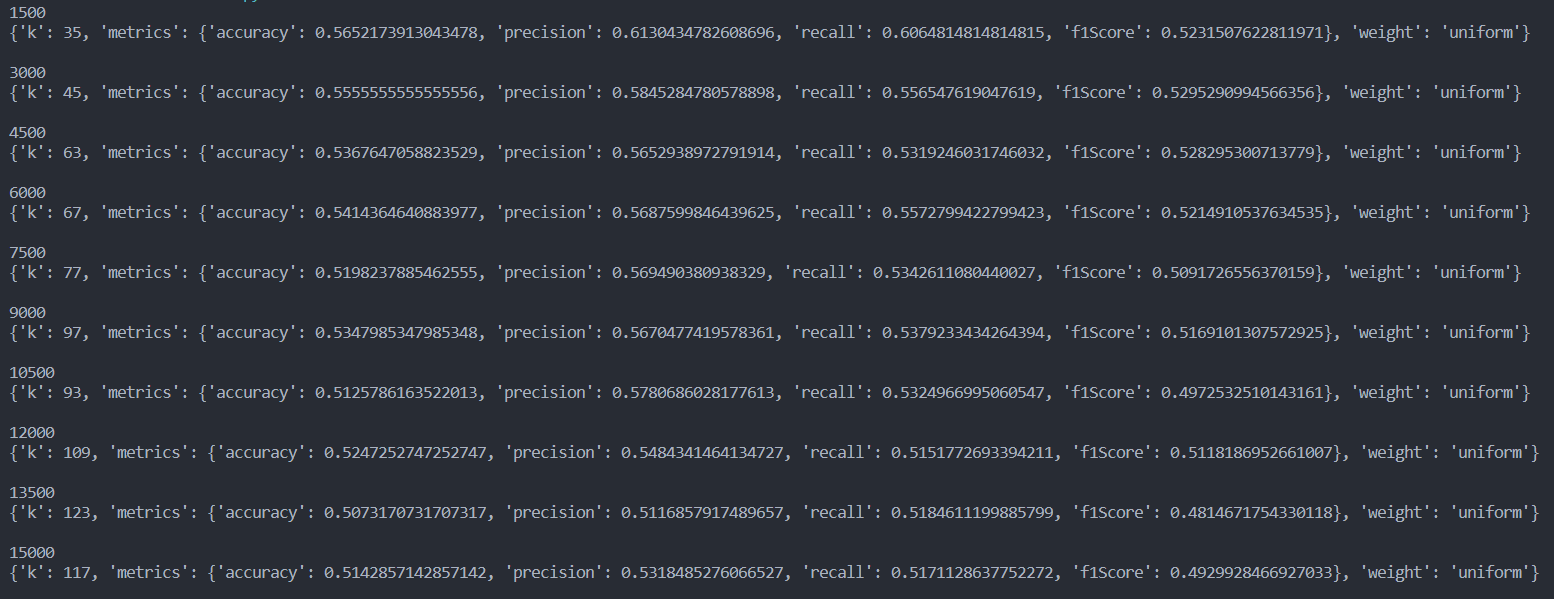 1500
{'k': 35, 'metrics': {'accuracy': 0.5652173913043478, 'precision': 0.6130434782608696, 'recall': 0.6064814814814815, 'f1Score': 0.5231507622811971}, 'weight': 'uniform'}
3000
{'k': 45, 'metrics': {'accuracy': 0.5555555555555556, 'precision': 0.5845284780578898, 'recall': 0.556547619047619, 'f1Score': 0.5295290994566356}, 'weight': 'uniform'}
4500
{'k': 63, 'metrics': {'accuracy': 0.5367647058823529, 'precision': 0.5652938972791914, 'recall': 0.5319246031746032, 'f1Score': 0.528295300713779}, 'weight': 'uniform'}
6000
{'k': 67, 'metrics': {'accuracy': 0.5414364640883977, 'precision': 0.5687599846439625, 'recall': 0.5572799422799423, 'f1Score': 0.5214910537634535}, 'weight': 'uniform'}
7500
{'k': 77, 'metrics': {'accuracy': 0.5198237885462555, 'precision': 0.569490380938329, 'recall': 0.5342611080440027, 'f1Score': 0.5091726556370159}, 'weight': 'uniform'}
9000
{'k': 97, 'metrics': {'accuracy': 0.5347985347985348, 'precision': 0.5670477419578361, 'recall': 0.5379233434264394, 'f1Score': 0.5169101307572925}, 'weight': 'uniform'}
10500
{'k': 93, 'metrics': {'accuracy': 0.5125786163522013, 'precision': 0.5780686028177613, 'recall': 0.5324966995060547, 'f1Score': 0.4972532510143161}, 'weight': 'uniform'}
12000
{'k': 109, 'metrics': {'accuracy': 0.5247252747252747, 'precision': 0.5484341464134727, 'recall': 0.5151772693394211, 'f1Score': 0.5118186952661007}, 'weight': 'uniform'}
13500
{'k': 123, 'metrics': {'accuracy': 0.5073170731707317, 'precision': 0.5116857917489657, 'recall': 0.5184611199885799, 'f1Score': 0.4814671754330118}, 'weight': 'uniform'}
15000
{'k': 117, 'metrics': {'accuracy': 0.5142857142857142, 'precision': 0.5318485276066527, 'recall': 0.5171128637752272, 'f1Score': 0.4929928466927033}, 'weight': 'uniform'}